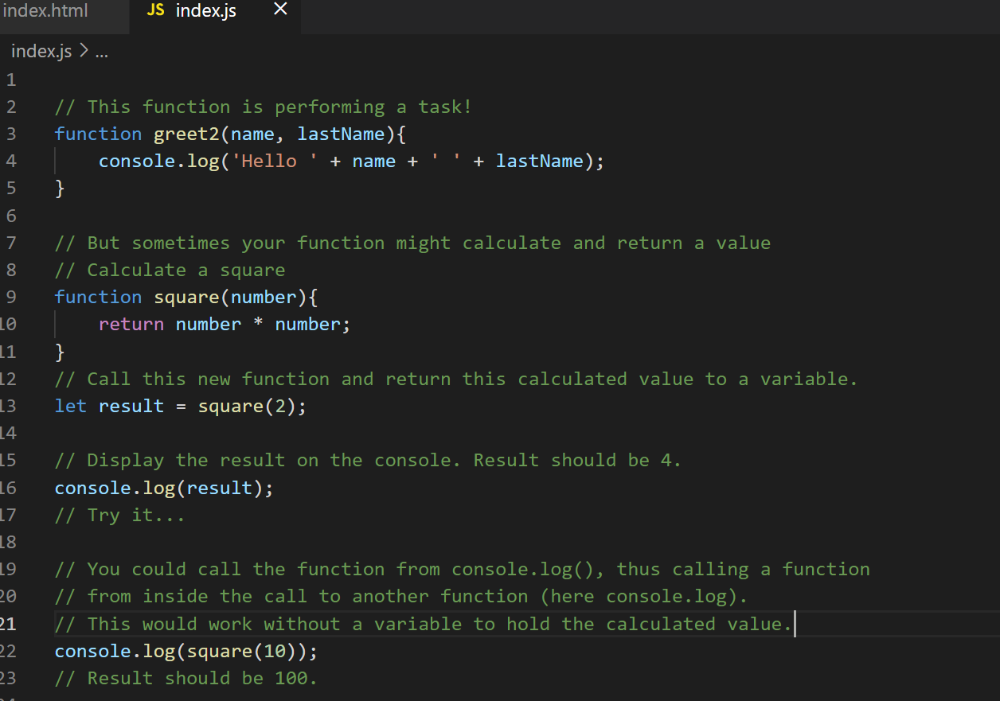 index.html JS index.js ×
index.js > ...
1
2 // This function is performing a task!
3 function greet2(name, lastName){
4     console.log('Hello ' + name + ' ' + lastName);
5 }
6
7 // But sometimes your function might calculate and return a value
8 // Calculate a square
9 function square(number){
10     return number * number;
11 }
12 // Call this new function and return this calculated value to a variable.
13 let result = square(2);
14
15 // Display the result on the console. Result should be 4.
16 console.log(result);
17 // Try it...
18
19 // You could call the function from console.log(), thus calling a function
20 // from inside the call to another function (here console.log).
21 // This would work without a variable to hold the calculated value.
22 console.log(square(10));
23 // Result should be 100.